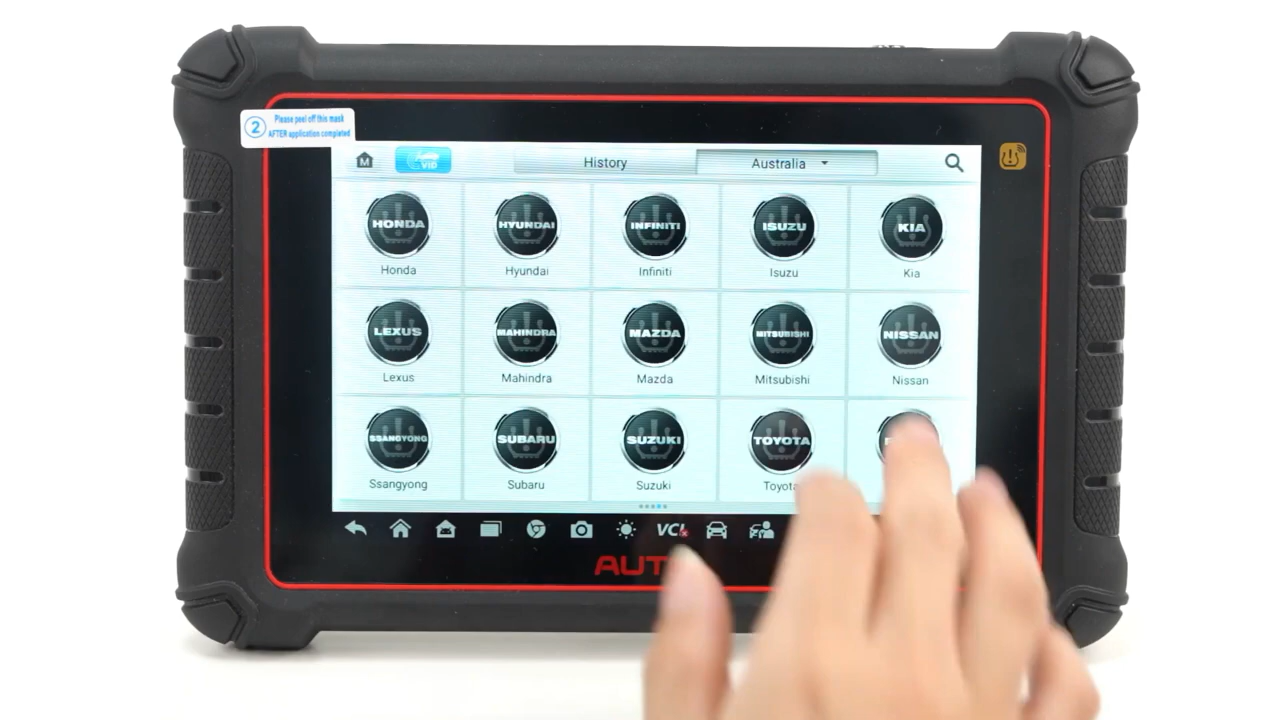 2
Please peel off this mask
AFTER application completed
M
VID
History
Australia
HONDA
HYUNDAI
INFINITI
ISUZU
KIA
Honda
Hyundai
Infiniti
Isuzu
Kia
LEXUS
MAHINDRA
MAZDA
MITSUBISHI
NISSAN
Lexus
Mahindra
Mazda
Mitsubishi
Nissan
SSANGYONG
SUBARU
SUZUKI
TOYOTA
Ssangyong
Subaru
Suzuki
Toyota
VCI
AUT